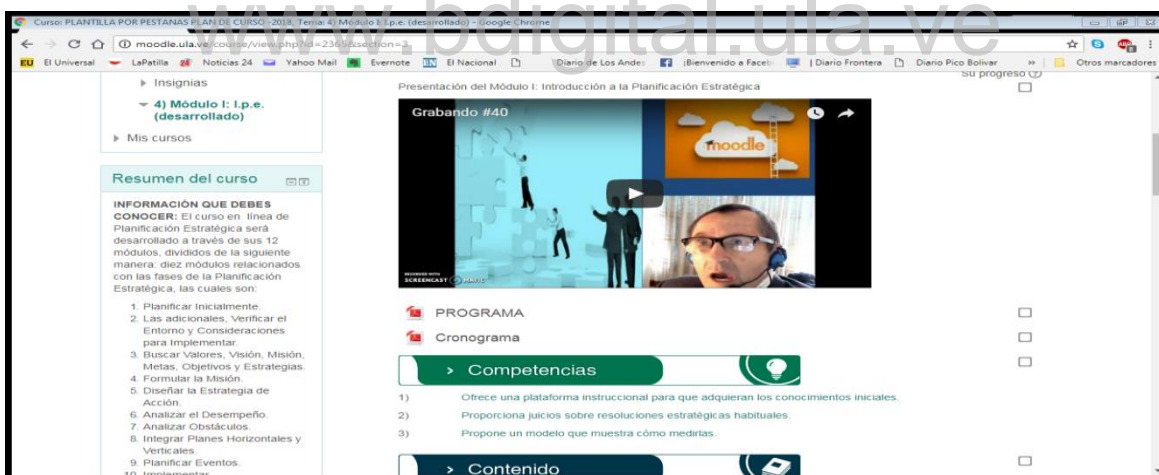 www.bdigital.ula.ve
Curso: PLANTILLA POR PESTANAS PLAN DE CURSO -2018, Tema: 4) Módulo I: I.p.e. (desarrollado) - Google Chrome
moodle.ula.ve/course/view.php?id=2365&section=3
EU El Universal LaPatilla Noticias 24 Yahoo Mail Evernote EN El Nacional Diario de Los Andes ¡Bienvenido a Faceb | Diario Frontera Diario Pico Bolivar » Otros marcadores
Insignias
4) Módulo I: I.p.e.
(desarrollado)
Mis cursos
Resumen del curso
INFORMACIÓN QUE DEBES
CONOCER: El curso en línea de
Planificación Estratégica será
desarrollado a través de sus 12
módulos, divididos de la siguiente
manera: diez módulos relacionados
con las fases de la Planificación
Estratégica, las cuales son:
1. Planificar Inicialmente.
2. Las adicionales, Verificar el
Entorno y Consideraciones
para Implementar.
3. Buscar Valores, Visión, Misión,
Metas, Objetivos y Estrategias.
4. Formular la Misión.
5. Diseñar la Estrategia de
Acción.
6. Analizar el Desempeño.
7. Analizar Obstáculos.
8. Integrar Planes Horizontales y
Verticales.
9. Planificar Eventos.
10. Implementar
Su progreso
Presentación del Módulo I: Introducción a la Planificación Estratégica
Grabando #40
moodle
RECORDED WITH
SCREENCAST MATIC
PROGRAMA
Cronograma
> Competencias
1) Ofrece una plataforma instruccional para que adquieran los conocimientos iniciales.
2) Proporciona juicios sobre resoluciones estratégicas habituales.
3) Propone un modelo que muestra cómo medirlas.
> Contenido